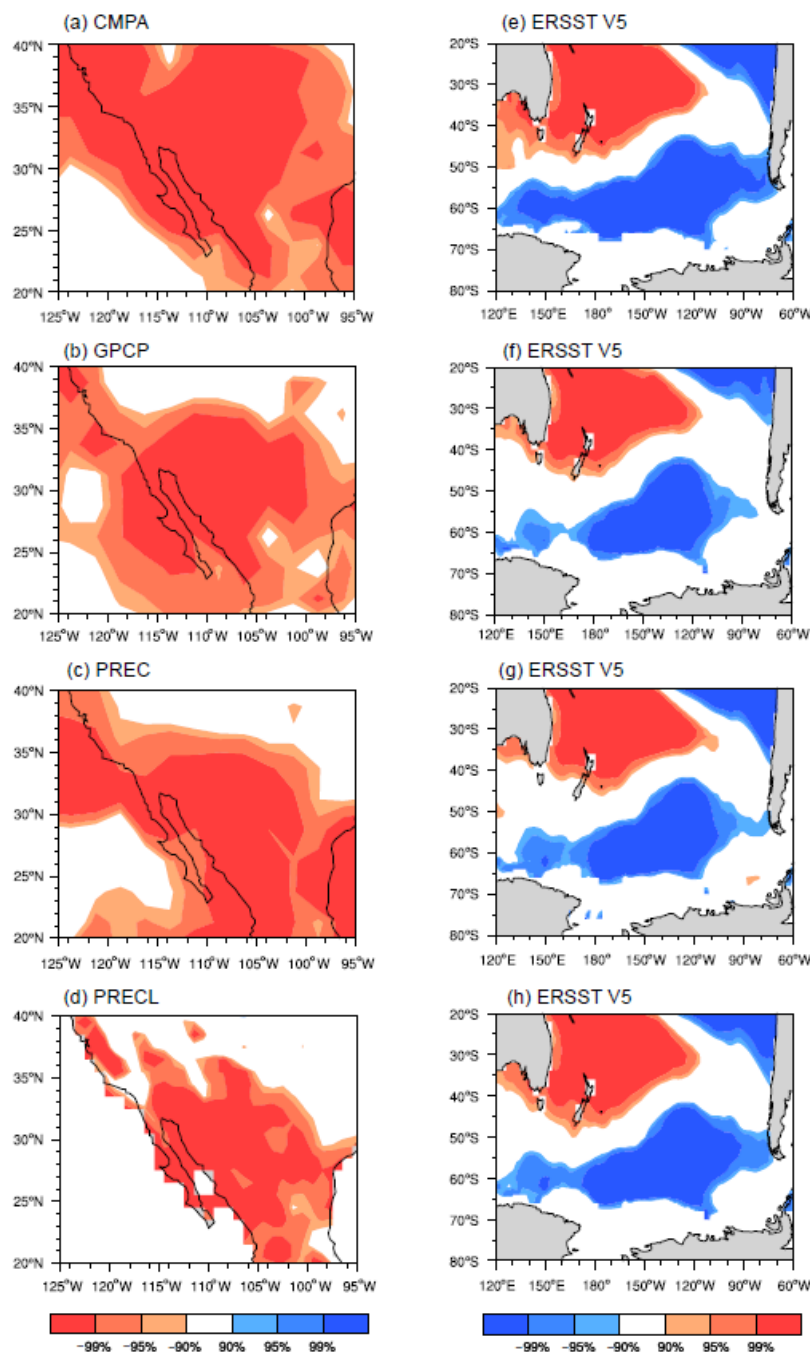 (a) CMPA
40°N
35°N
30°N
25°N
20°N
125°W 120°W 115°W 110°W 105°W 100°W 95°W
(e) ERSST V5
20°S
30°S
40°S
50°S
60°S
70°S
80°S
120°E 150°E 180° 150°W 120°W 90°W 60°W
(b) GPCP
40°N
35°N
30°N
25°N
20°N
125°W 120°W 115°W 110°W 105°W 100°W 95°W
(f) ERSST V5
20°S
30°S
40°S
50°S
60°S
70°S
80°S
120°E 150°E 180° 150°W 120°W 90°W 60°W
(c) PREC
40°N
35°N
30°N
25°N
20°N
125°W 120°W 115°W 110°W 105°W 100°W 95°W
(g) ERSST V5
20°S
30°S
40°S
50°S
60°S
70°S
80°S
120°E 150°E 180° 150°W 120°W 90°W 60°W
(d) PRECL
40°N
35°N
30°N
25°N
20°N
125°W 120°W 115°W 110°W 105°W 100°W 95°W
(h) ERSST V5
20°S
30°S
40°S
50°S
60°S
70°S
80°S
120°E 150°E 180° 150°W 120°W 90°W 60°W
-99% -95% -90% 90% 95% 99%
-99% -95% -90% 90% 95% 99%